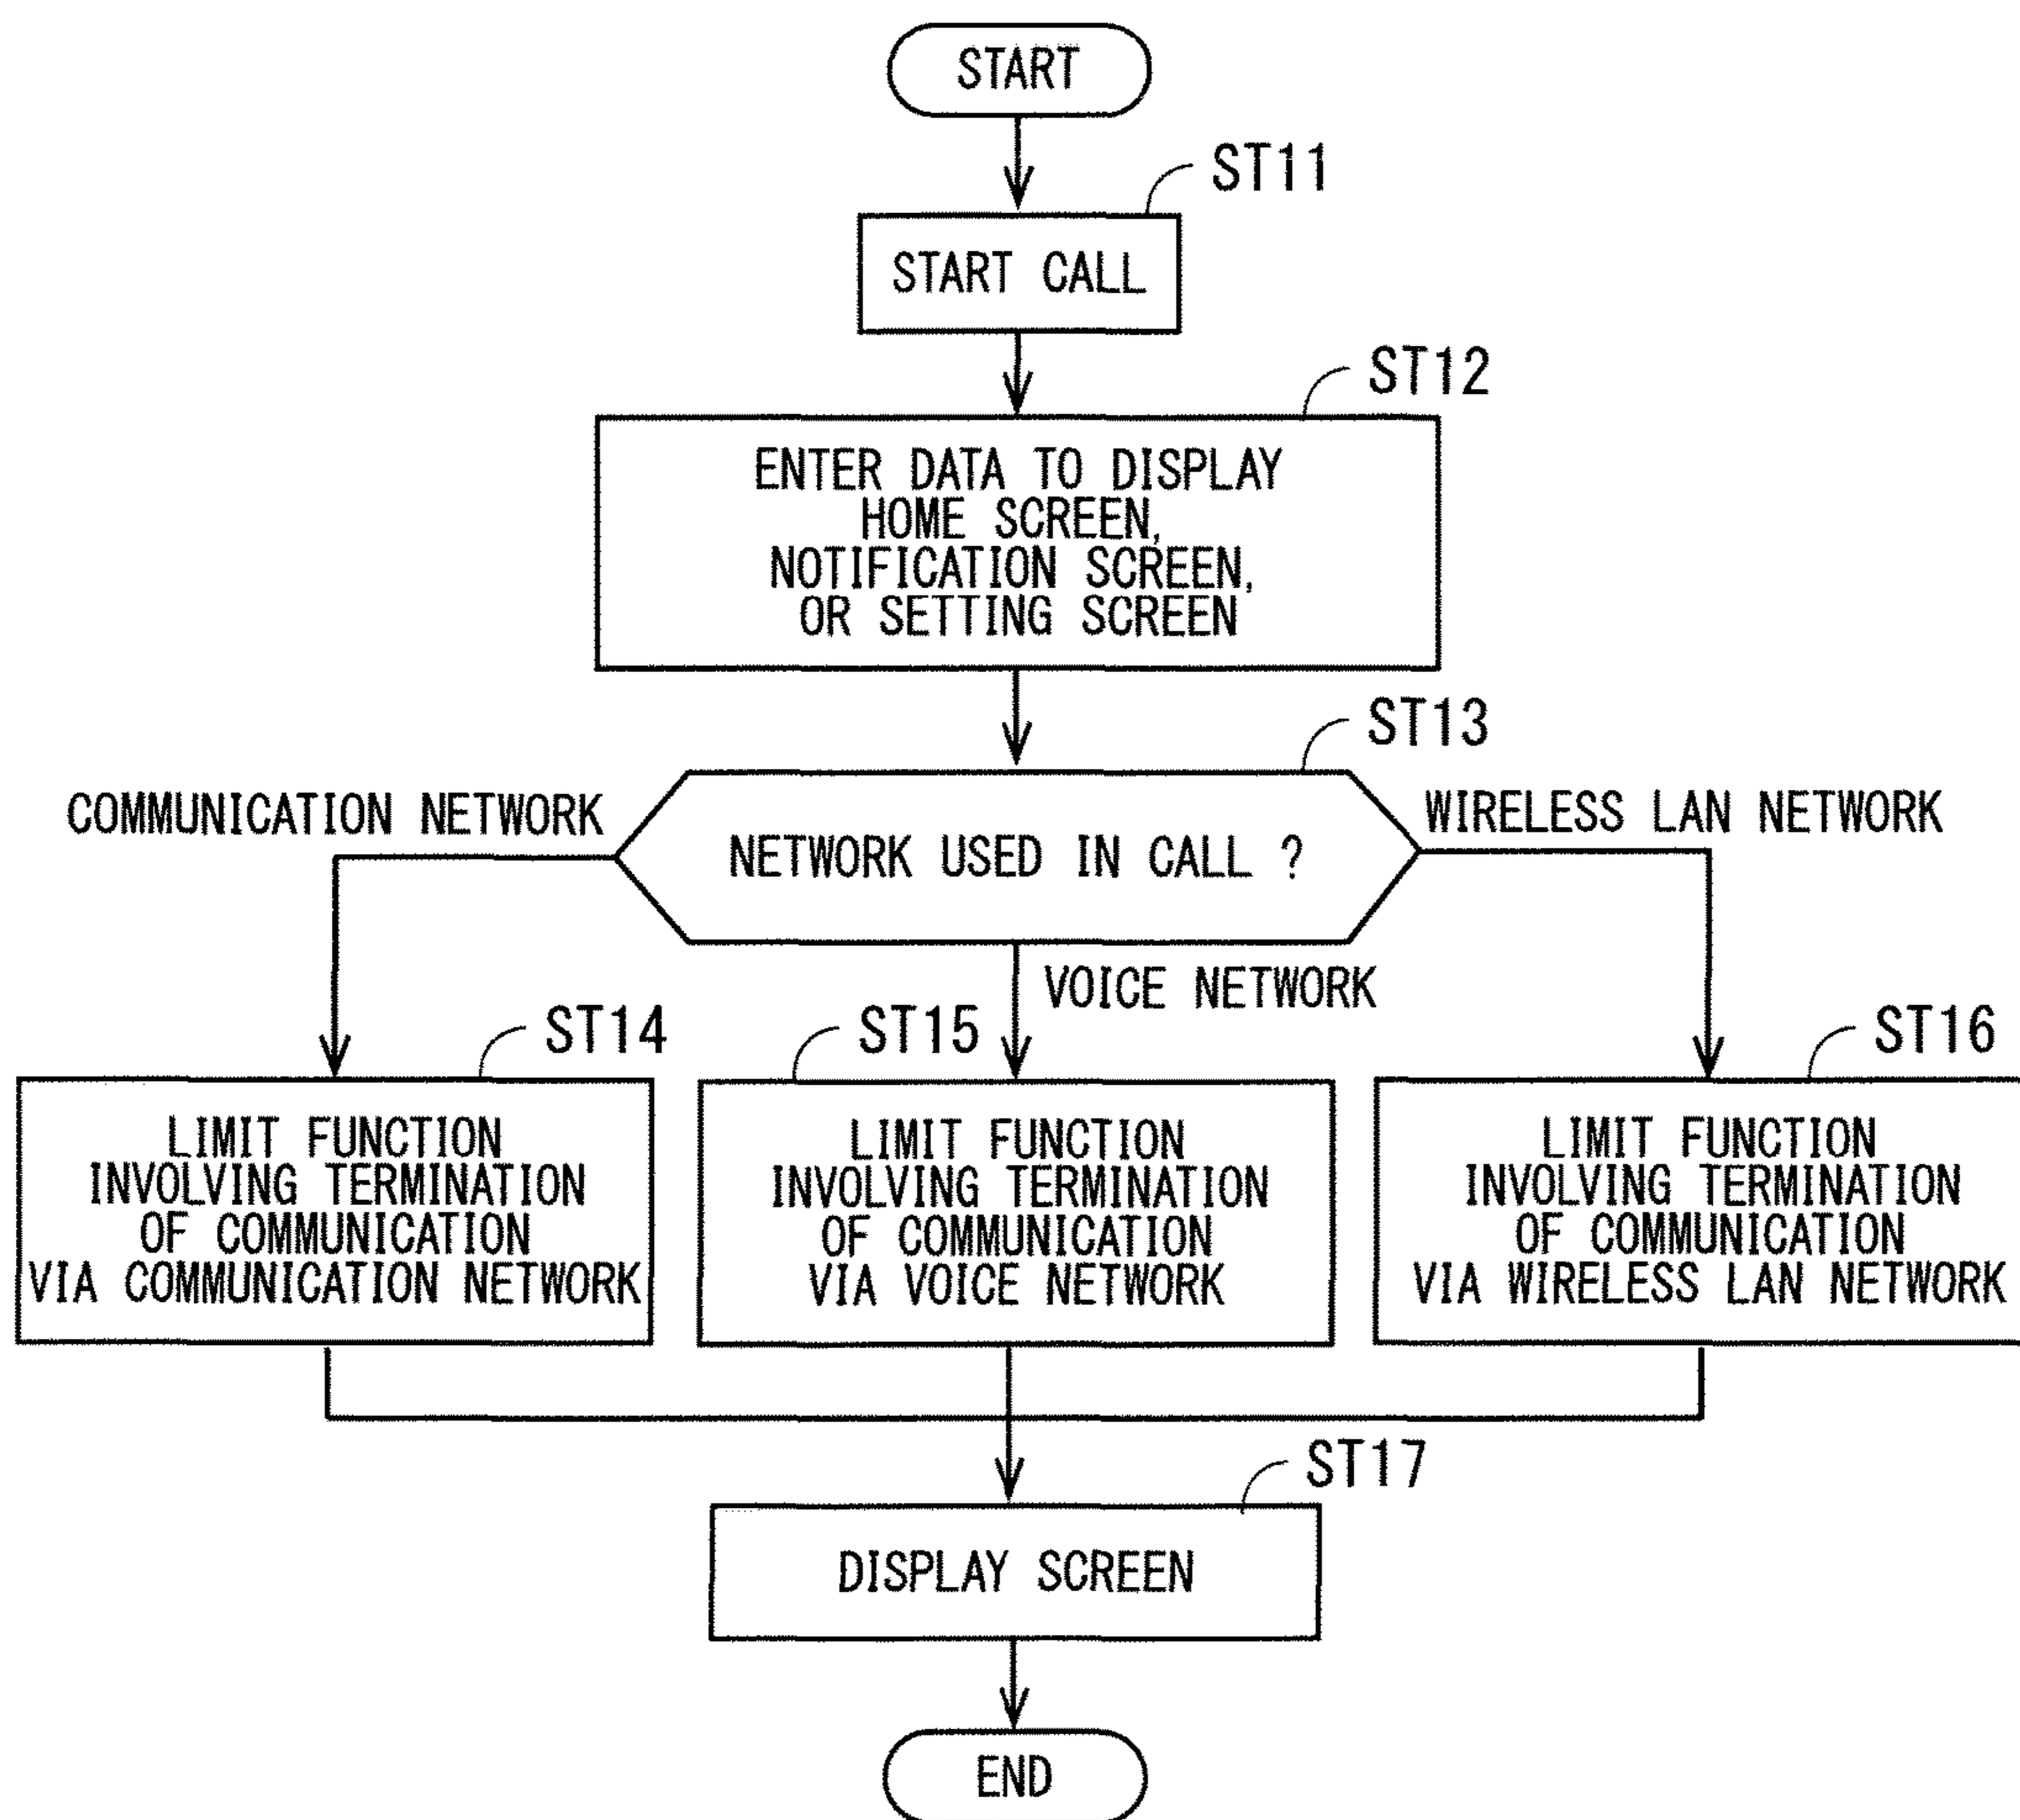 START
ST11
START CALL
ST12
ENTER DATA TO DISPLAY
HOME SCREEN,
NOTIFICATION SCREEN,
OR SETTING SCREEN
ST13
COMMUNICATION NETWORK
NETWORK USED IN CALL ?
WIRELESS LAN NETWORK
VOICE NETWORK
ST14
LIMIT FUNCTION
INVOLVING TERMINATION
OF COMMUNICATION
VIA COMMUNICATION NETWORK
ST15
LIMIT FUNCTION
INVOLVING TERMINATION
OF COMMUNICATION
VIA VOICE NETWORK
ST16
LIMIT FUNCTION
INVOLVING TERMINATION
OF COMMUNICATION
VIA WIRELESS LAN NETWORK
ST17
DISPLAY SCREEN
END